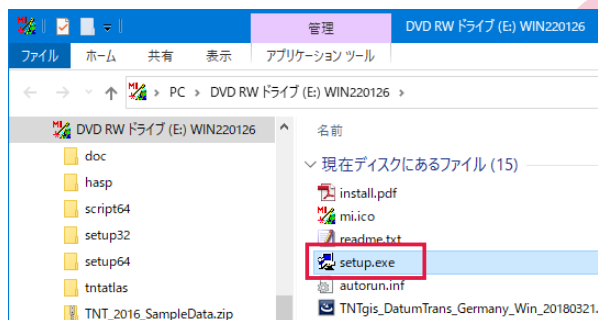 管理
DVD RW ドライブ (E:) WIN220126
ファイル
ホーム
共有
表示
アプリケーション ツール
PC › DVD RW ドライブ (E:) WIN220126 ›
DVD RW ドライブ (E:) WIN220126
doc
hasp
script64
setup32
setup64
tntatlas
TNT_2016_SampleData.zip
名前
現在ディスクにあるファイル (15)
install.pdf
mi.ico
readme.txt
setup.exe
autorun.inf
TNTgis_DatumTrans_Germany_Win_20180321.